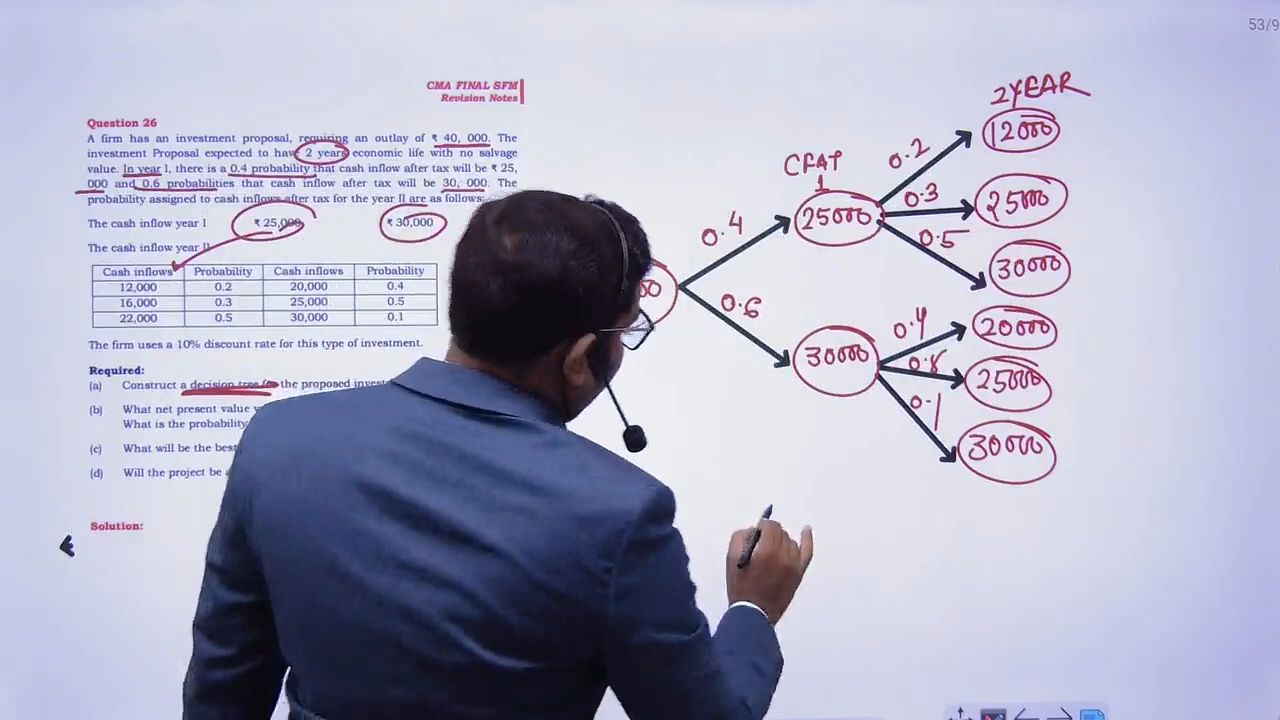 53/9
CMA FINAL SFM
Revision Notes
Question 26
A firm has an investment proposal, requiring an outlay of ₹ 40, 000. The
investment Proposal expected to have 2 years economic life with no salvage
value. In year I, there is a 0.4 probability that cash inflow after tax will be ₹ 25,
000 and 0.6 probabilities that cash inflow after tax will be 30, 000. The
probability assigned to cash inflows after tax for the year II are as follows:
The cash inflow year I ₹ 25,000 ₹ 30,000
The cash inflow year
Cash inflows Probability Cash inflows Probability
12,000 0.2 20,000 0.4
16,000 0.3 25,000 0.5
22,000 0.5 30,000 0.1
The firm uses a 10% discount rate for this type of investment.
Required:
(a) Construct a decision tree for the proposed
(b) What net present value
What is the probability
(c) What will be the best
(d) Will the project be
Solution:
2YEAR
CFAT
1
0.4
25000
0.2
12000
0.3
25000
0.5
30000
0.6
30000
0.4
20000
25000
0.1
30000